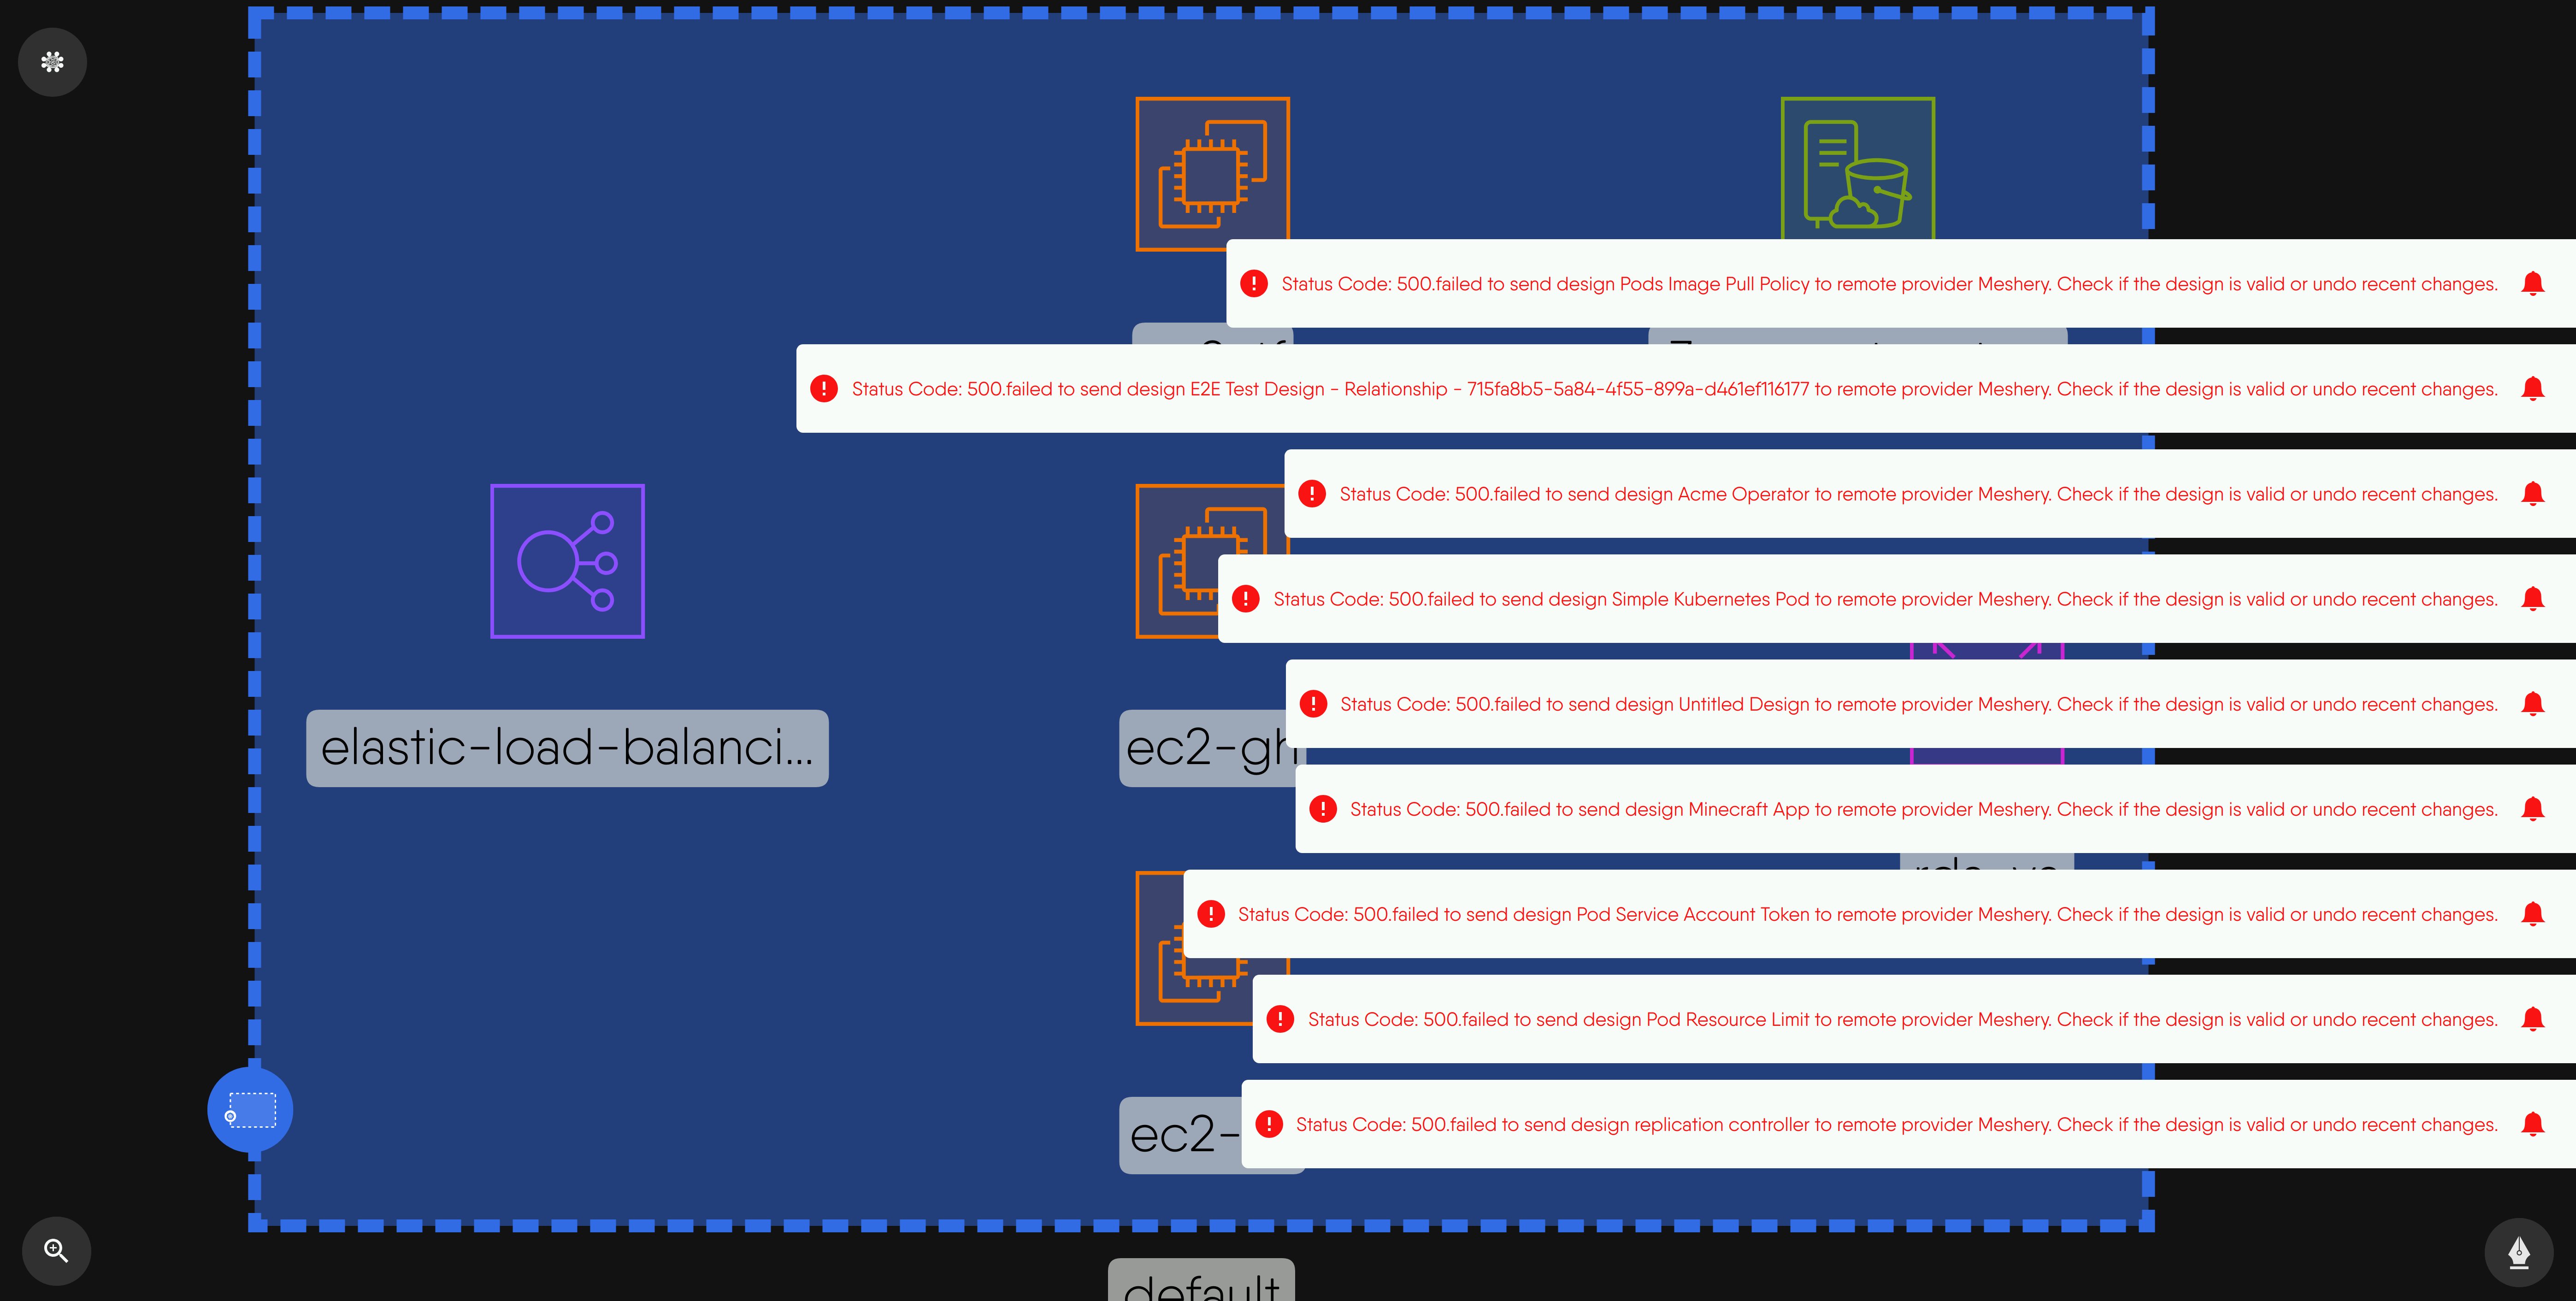 Status Code: 500.failed to send design Pods Image Pull Policy to remote provider Meshery. Check if the design is valid or undo recent changes.
Status Code: 500.failed to send design E2E Test Design - Relationship - 715fa8b5-5a84-4f55-899a-d461ef116177 to remote provider Meshery. Check if the design is valid or undo recent changes.
Status Code: 500.failed to send design Acme Operator to remote provider Meshery. Check if the design is valid or undo recent changes.
Status Code: 500.failed to send design Simple Kubernetes Pod to remote provider Meshery. Check if the design is valid or undo recent changes.
Status Code: 500.failed to send design Untitled Design to remote provider Meshery. Check if the design is valid or undo recent changes.
elastic-load-balanci...
ec2-gh
Status Code: 500.failed to send design Minecraft App to remote provider Meshery. Check if the design is valid or undo recent changes.
Status Code: 500.failed to send design Pod Service Account Token to remote provider Meshery. Check if the design is valid or undo recent changes.
Status Code: 500.failed to send design Pod Resource Limit to remote provider Meshery. Check if the design is valid or undo recent changes.
Status Code: 500.failed to send design replication controller to remote provider Meshery. Check if the design is valid or undo recent changes.
ec2-
default